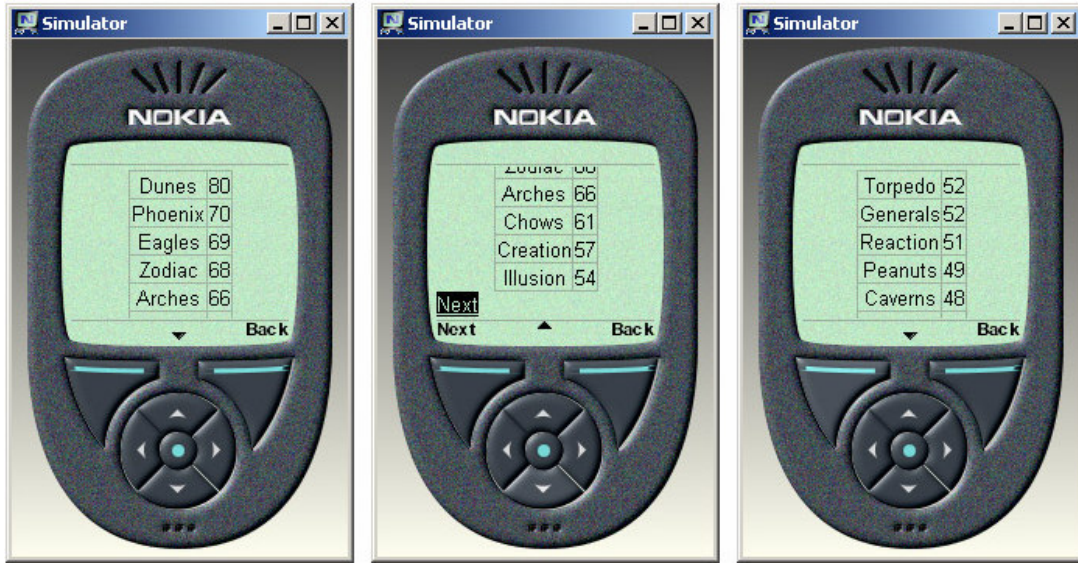 Simulator
NOKIA
Dunes 80
Phoenix 70
Eagles 69
Zodiac 68
Arches 66
Back
Simulator
NOKIA
Zodiac 68
Arches 66
Chows 61
Creation 57
Illusion 54
Next
Next Back
Simulator
NOKIA
Torpedo 52
Generals 52
Reaction 51
Peanuts 49
Caverns 48
Back